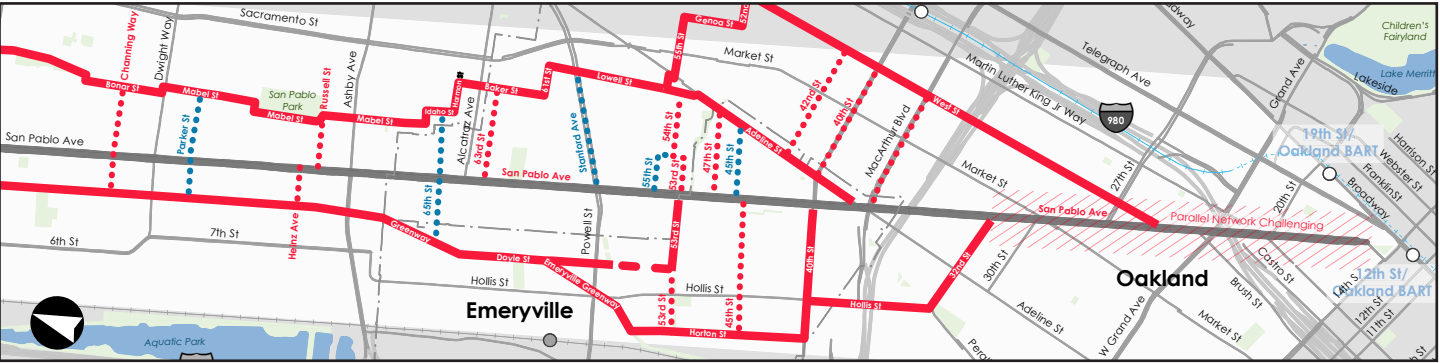 Sacramento St
Genoa St
52nd
55th St
Market St
Telegraph Ave
Children's
Fairyland
Lake Merritt
Lakeside
Grand Ave
Martin Luther King Jr Way
980
Channing Way
Dwight Way
Bonar St
Mabel St
San Pablo
Park
Mabel St
Russell St
Mabel St
Ashby Ave
Idaho St
Harmon St
Baker St
61st St
Lowell St
Alcatraz Ave
63rd St
Stanford Ave
Parker St
65th St
55th St
54th St
53rd St
47th St
45th St
Adeline St
42nd St
40th St
MacArthur Blvd
West St
Market St
27th St
20th St
19th St/
Oakland BART
Harrison St
Webster St
Franklin St
Broadway
San Pablo Ave
San Pablo Ave
San Pablo Ave
Parallel Network Challenging
6th St
7th St
Heinz Ave
Greenway
Doyle St
Emeryville Greenway
Powell St
53rd St
Hollis St
Hollis St
53rd St
45th St
Horton St
40th St
Hollis St
32nd St
30th St
Adeline St
W Grand Ave
Market St
Brush St
Castro St
14th St
12th St
11th St
12th St/
Oakland BART
Oakland
Emeryville
Aquatic Park